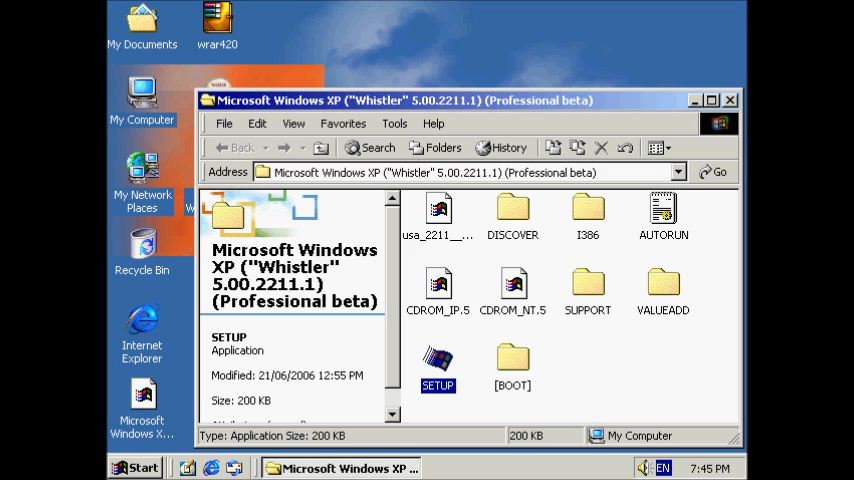 My Documents
wrar420
My Computer
My Network
Places
W
Recycle Bin
Internet
Explorer
Microsoft
Windows X...
Microsoft Windows XP ("Whistler" 5.00.2211.1) (Professional beta)
File Edit View Favorites Tools Help
Back Search Folders History
Address Microsoft Windows XP ("Whistler" 5.00.2211.1) (Professional beta) Go
Microsoft Windows
XP ("Whistler"
5.00.2211.1)
(Professional beta)
SETUP
Application
Modified: 21/06/2006 12:55 PM
Size: 200 KB
usa_2211__... DISCOVER I386 AUTORUN
CDROM_IP.5 CDROM_NT.5 SUPPORT VALUEADD
SETUP [BOOT]
Type: Application Size: 200 KB 200 KB My Computer
Start Microsoft Windows XP ... EN 7:45 PM